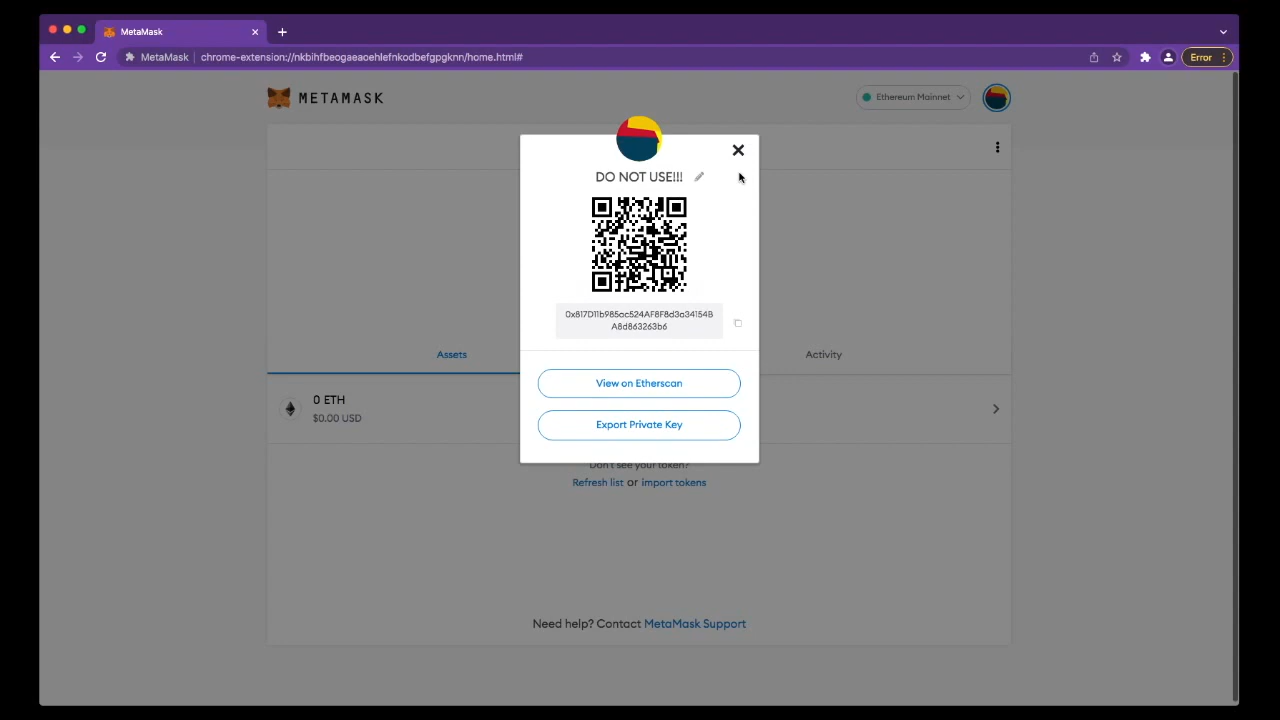 MetaMask
MetaMask
chrome-extension://nkbihfbeogaeaoehlefnkodbefgpgknn/home.html#
Error
METAMASK
Ethereum Mainnet
DO NOT USE!!!
0x817D11b985ac524AF8F8d3a34154B
A8d863263b6
Assets
Activity
View on Etherscan
0 ETH
$0.00 USD
Export Private Key
Don't see your token?
Refresh list or import tokens
Need help? Contact MetaMask Support